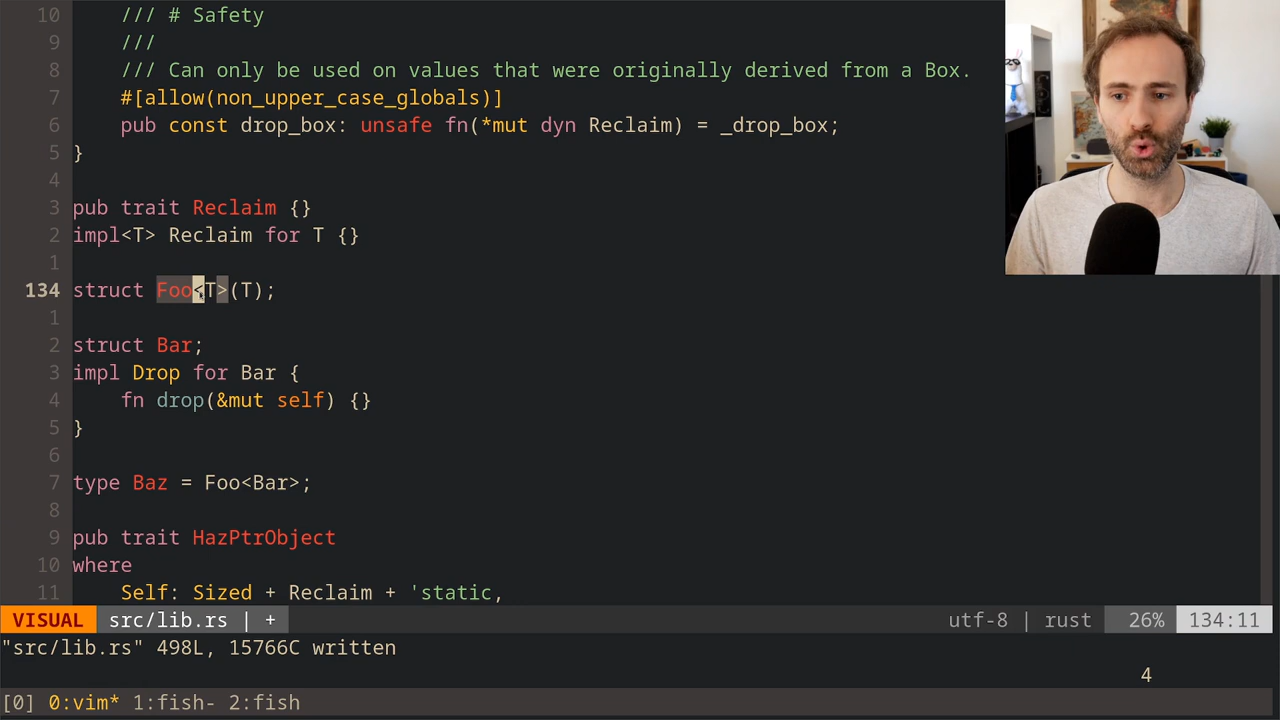 10 /// # Safety
9 ///
8 /// Can only be used on values that were originally derived from a Box.
7 #[allow(non_upper_case_globals)]
6 pub const drop_box: unsafe fn(*mut dyn Reclaim) = _drop_box;
5 }
4
3 pub trait Reclaim {}
2 impl<T> Reclaim for T {}
1
134 struct Foo<T>(T);
1
2 struct Bar;
3 impl Drop for Bar {
4 fn drop(&mut self) {}
5 }
6
7 type Baz = Foo<Bar>;
8
9 pub trait HazPtrObject
10 where
11 Self: Sized + Reclaim + 'static,
VISUAL src/lib.rs | + utf-8 | rust 26% 134:11
"src/lib.rs" 498L, 15766C written
4
[0] 0:vim* 1:fish- 2:fish